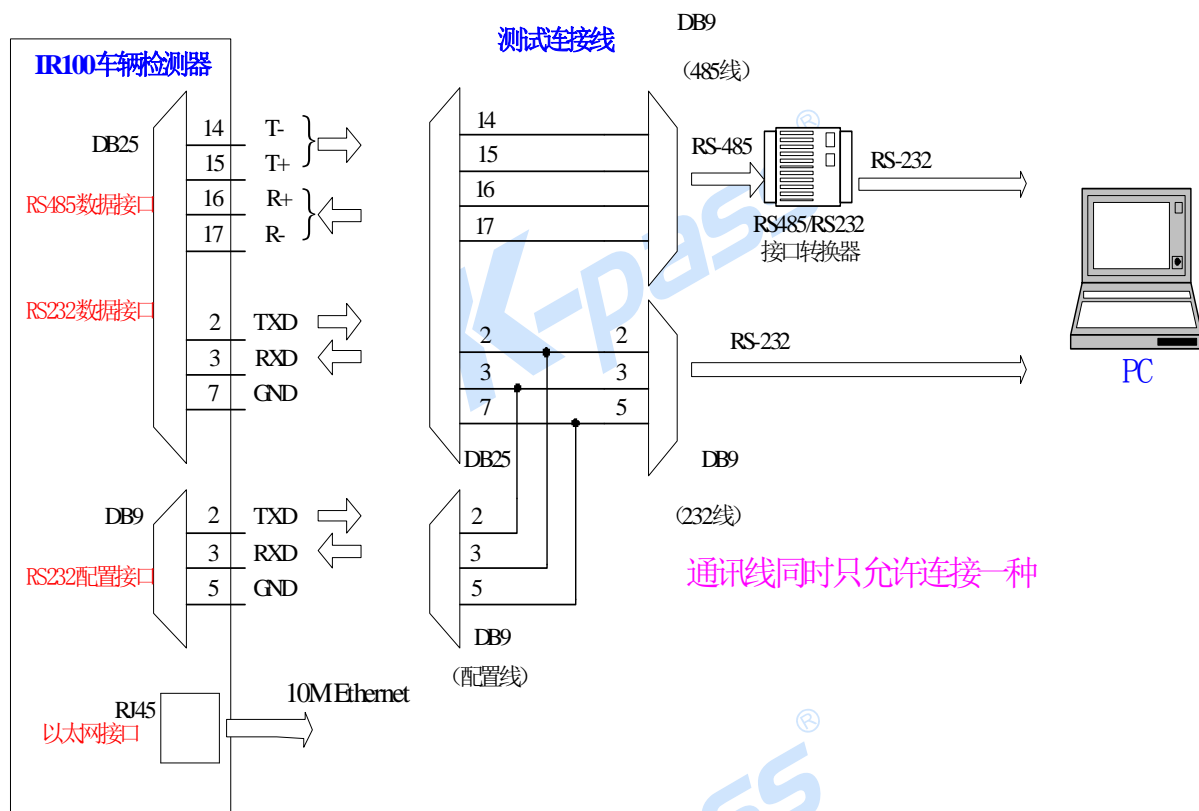 测试连接线
DB9
(485线)
IR100车辆检测器
DB25
14 T-
15 T+
RS485数据接口
16 R+
17 R-
RS232数据接口
2 TXD
3 RXD
7 GND
DB9
2 TXD
3 RXD
RS232配置接口
5 GND
RJ45
以太网接口
10M Ethernet
14
15
16
17
2 2
3 3
7 5
DB25
2
3
5
DB9
(配置线)
RS-485
RS-232
RS485/RS232
接口转换器
RS-232
PC
DB9
(232线)
通讯线同时只允许连接一种
K-pass®
ss®